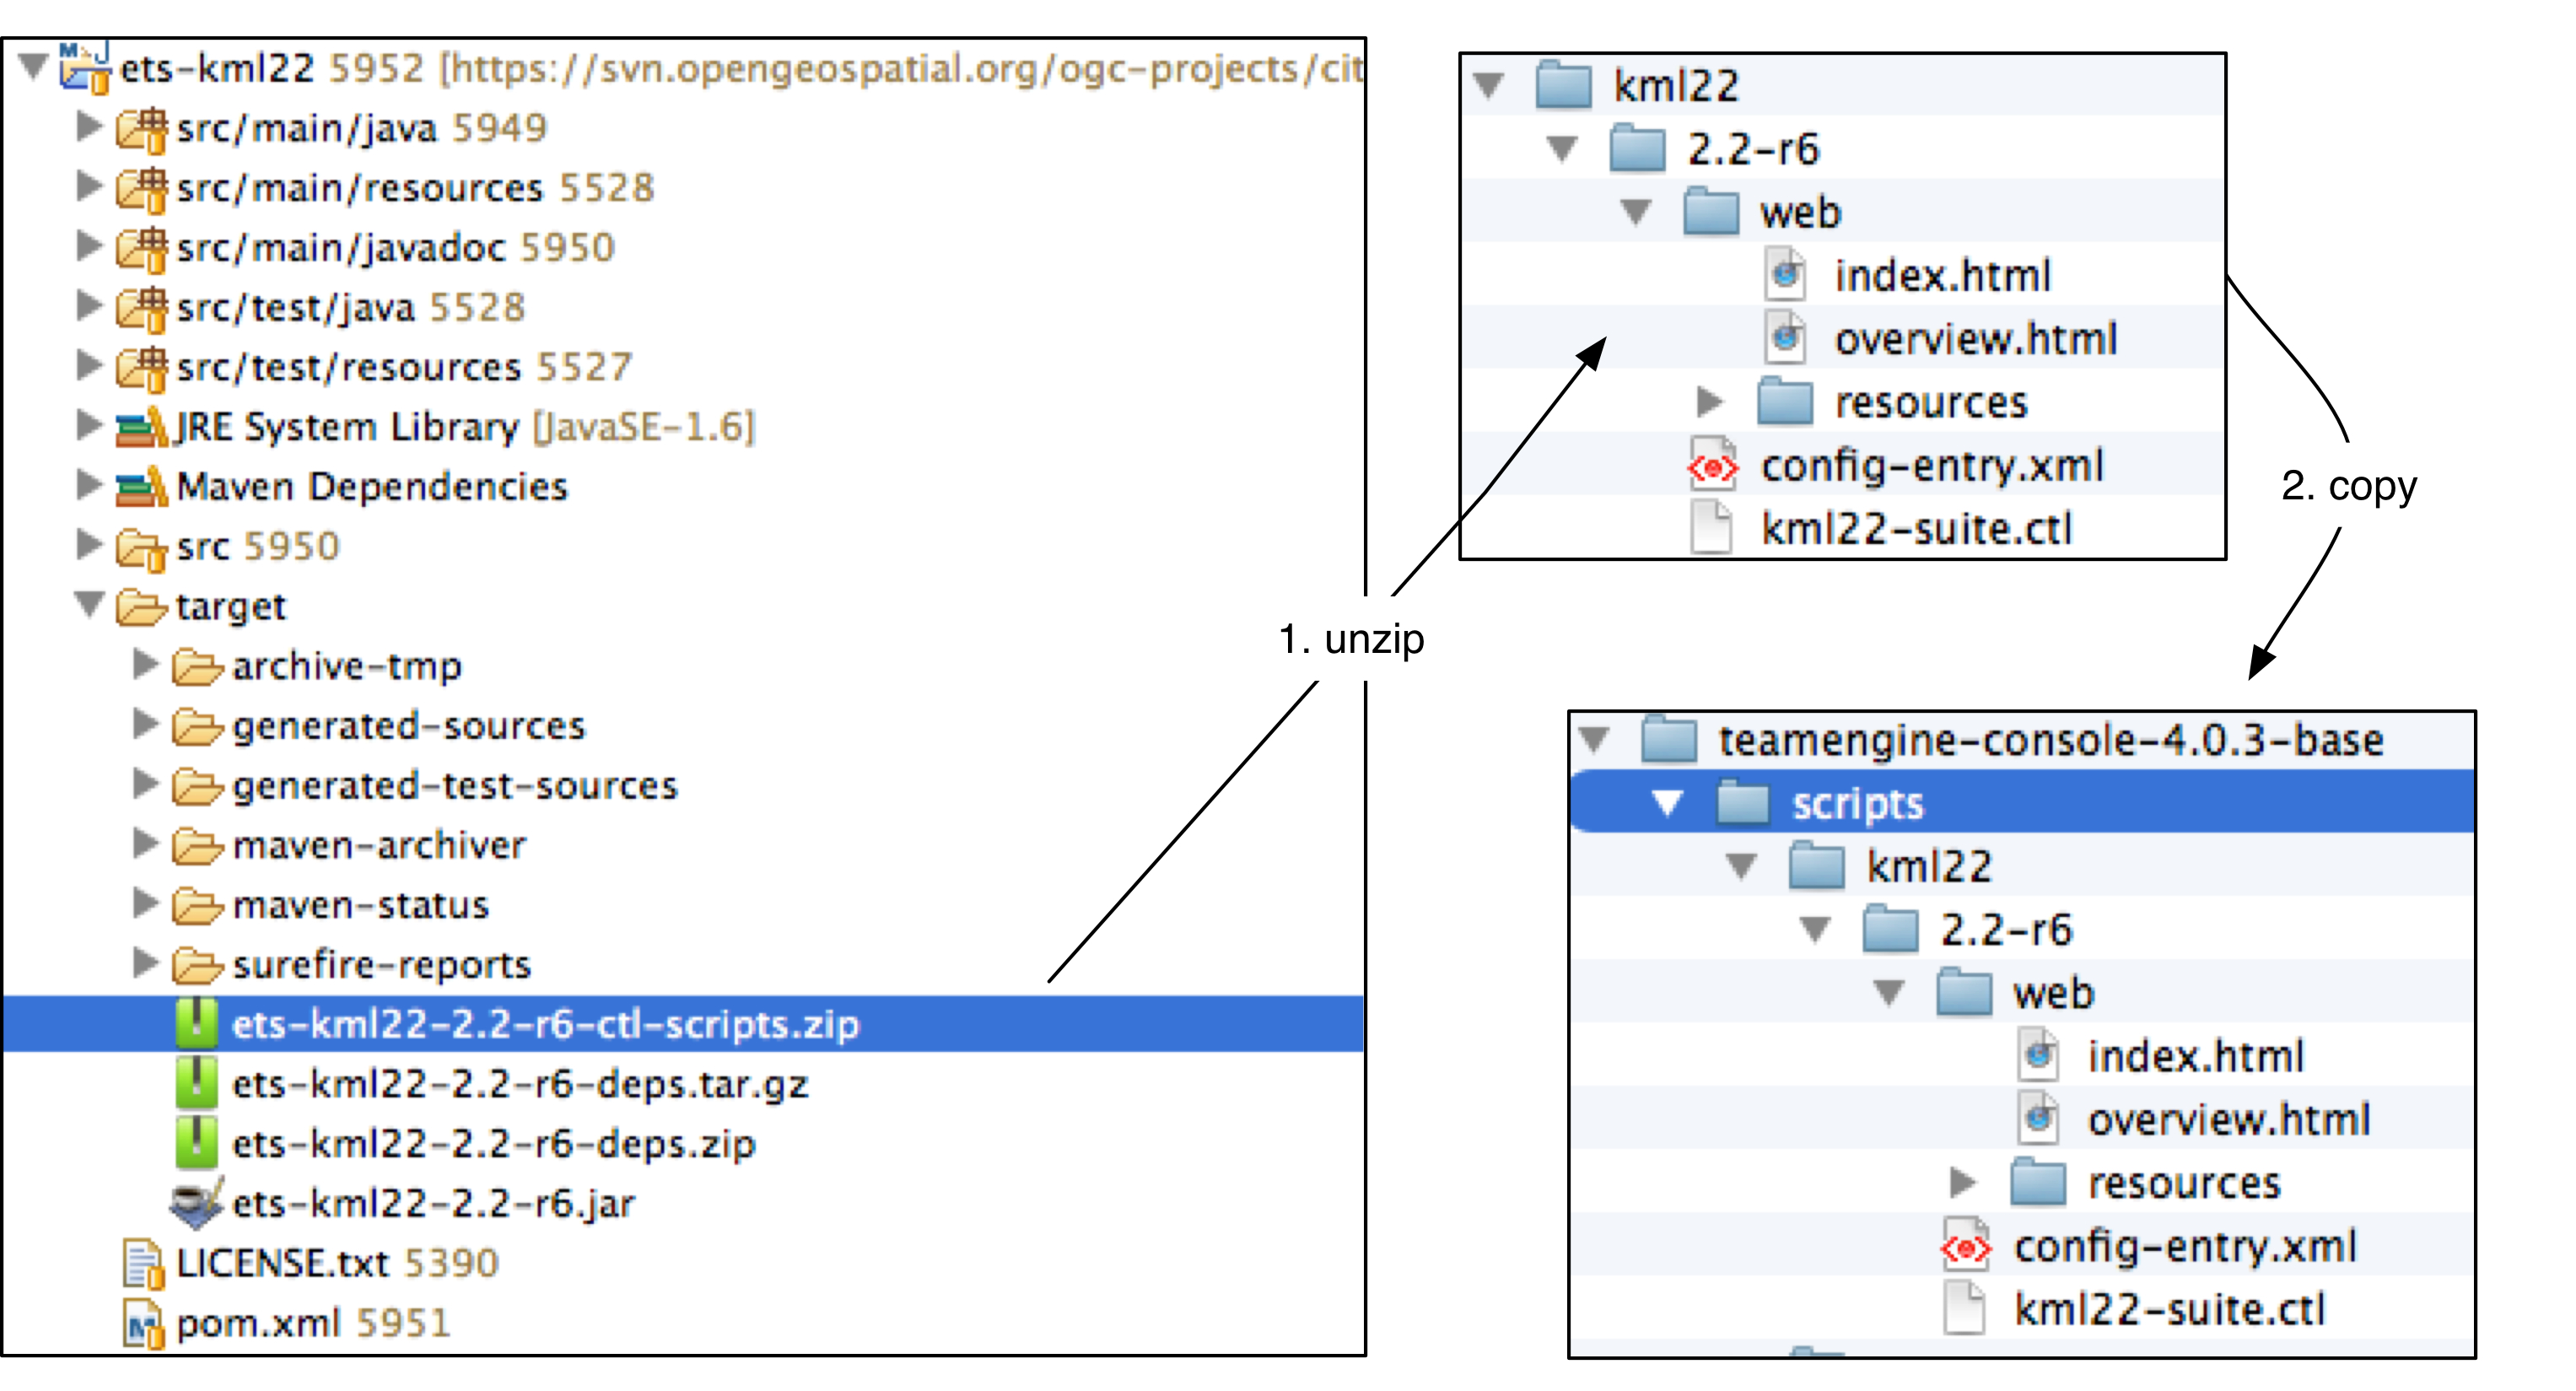 ets-kml22 5952 [https://svn.opengeospatial.org/ogc-projects/cit
src/main/java 5949
src/main/resources 5528
src/main/javadoc 5950
src/test/java 5528
src/test/resources 5527
JRE System Library [JavaSE-1.6]
Maven Dependencies
src 5950
target
archive-tmp
generated-sources
generated-test-sources
maven-archiver
maven-status
surefire-reports
ets-kml22-2.2-r6-ctl-scripts.zip
ets-kml22-2.2-r6-deps.tar.gz
ets-kml22-2.2-r6-deps.zip
ets-kml22-2.2-r6.jar
LICENSE.txt 5390
pom.xml 5951
1. unzip
kml22
2.2-r6
web
index.html
overview.html
resources
config-entry.xml
kml22-suite.ctl
2. copy
teamengine-console-4.0.3-base
scripts
kml22
2.2-r6
web
index.html
overview.html
resources
config-entry.xml
kml22-suite.ctl